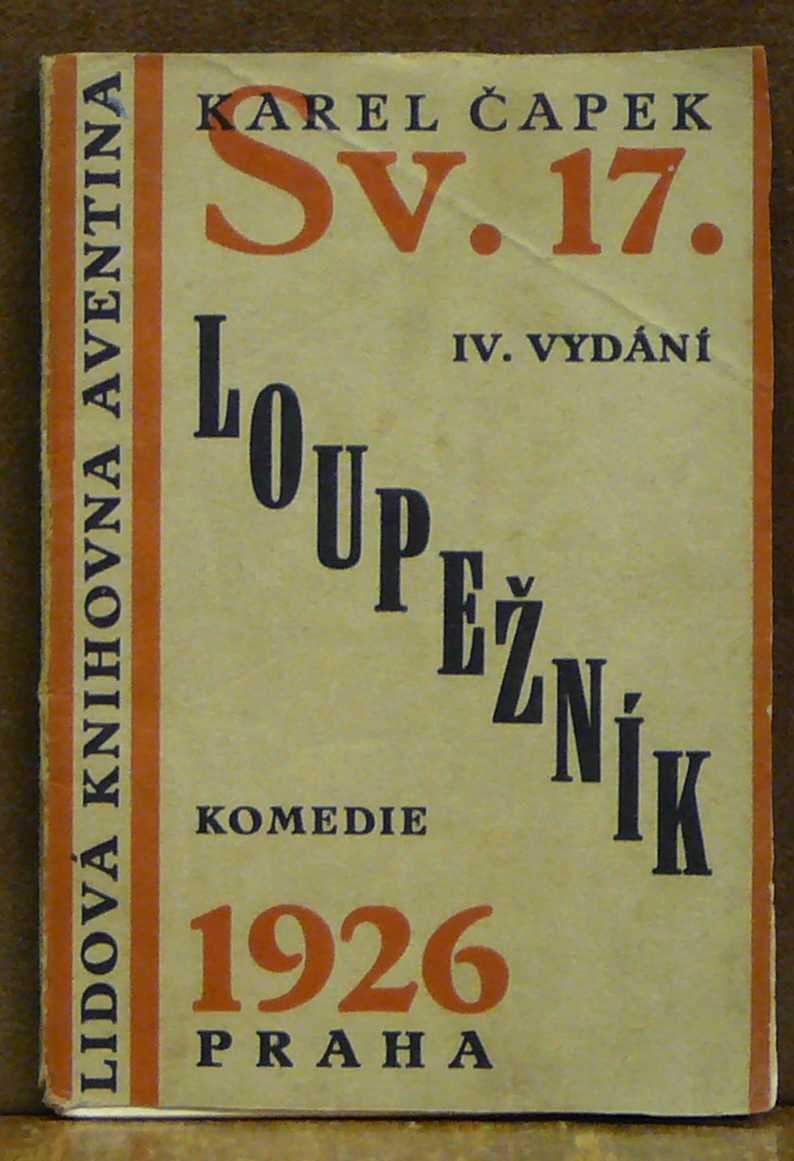 LIDOVÁ KNIHOVNA AVENTINA
KAREL ČAPEK
Sv. 17.
IV. VYDÁNÍ
LOUPEŽNÍK
KOMEDIE
1926
PRAHA